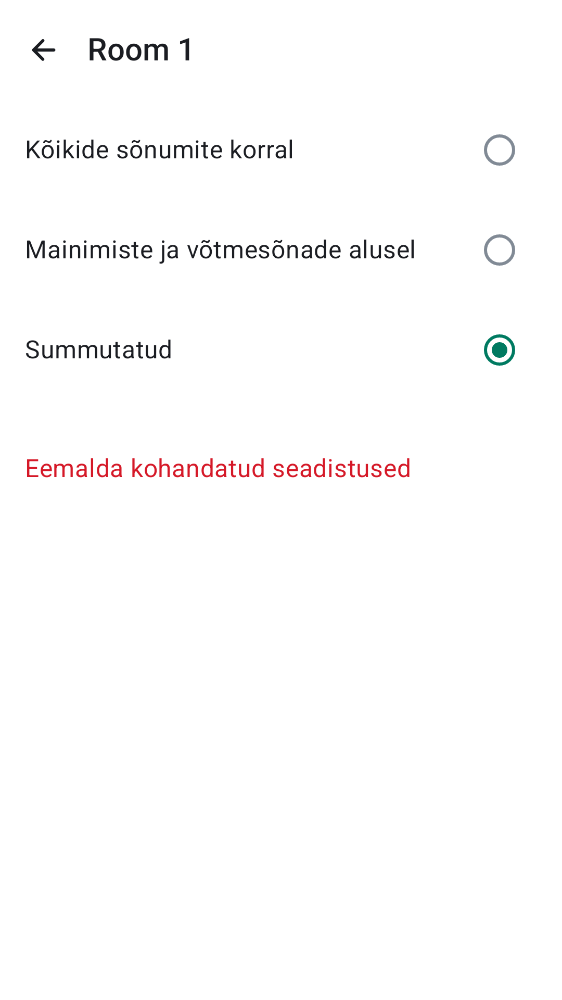 Room 1
Kõikide sõnumite korral
Mainimiste ja võtmesõnade alusel
Summutatud
Eemalda kohandatud seadistused